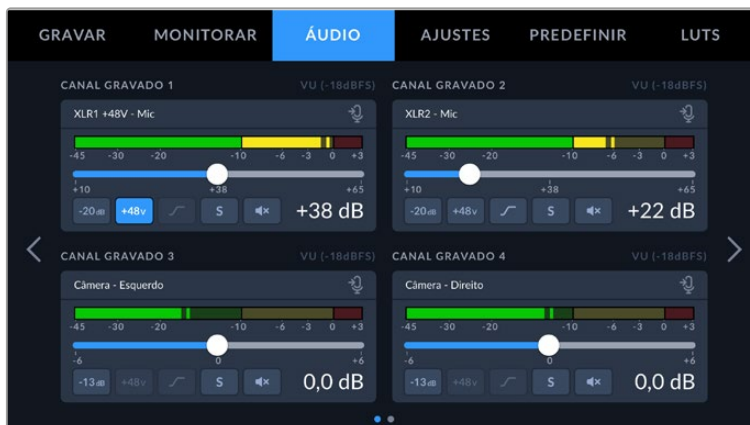 GRAVAR MONITORAR ÁUDIO AJUSTES PREDEFINIR LUTS
CANAL GRAVADO 1 VU (-18dBFS)
XLR1 +48V - Mic
-45 -30 -20 -10 -6 -3 0 +3
+10 +38 +65
-20dB +48v S +38 dB
CANAL GRAVADO 2 VU (-18dBFS)
XLR2 - Mic
-45 -30 -20 -10 -6 -3 0 +3
+10 +38 +65
-20dB +48v S +22 dB
CANAL GRAVADO 3 VU (-18dBFS)
Câmera - Esquerdo
-45 -30 -20 -10 -6 -3 0 +3
-6 0 +6
-13dB +48v S 0,0 dB
CANAL GRAVADO 4 VU (-18dBFS)
Câmera - Direito
-45 -30 -20 -10 -6 -3 0 +3
-6 0 +6
-13dB +48v S 0,0 dB